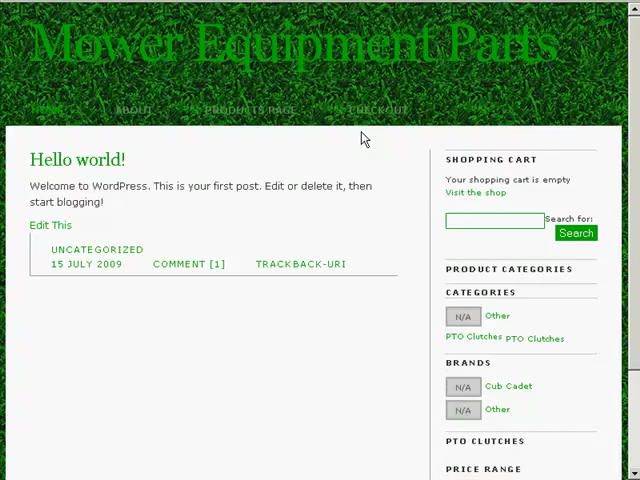 Mower Equipment Parts
HOME ABOUT PRODUCTS PAGE CHECKOUT
Hello world!
Welcome to WordPress. This is your first post. Edit or delete it, then
start blogging!
Edit This
UNCATEGORIZED
15 JULY 2009 COMMENT [1] TRACKBACK-URI
SHOPPING CART
Your shopping cart is empty
Visit the shop
Search for:
Search
PRODUCT CATEGORIES
CATEGORIES
N/A Other
PTO Clutches PTO Clutches
BRANDS
N/A Cub Cadet
N/A Other
PTO CLUTCHES
PRICE RANGE